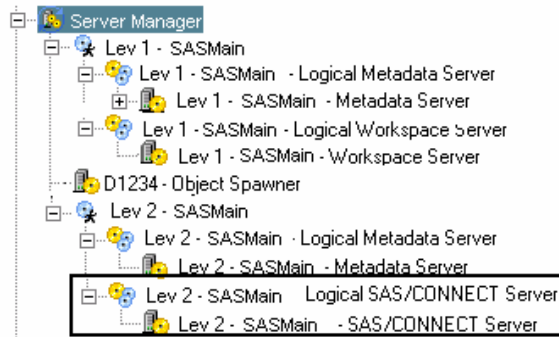 Server Manager
Lev 1 - SASMain
Lev 1 - SASMain - Logical Metadata Server
Lev 1 - SASMain - Metadata Server
Lev 1 - SASMain - Logical Workspace Server
Lev 1 - SASMain - Workspace Server
D1234 - Object Spawner
Lev 2 - SASMain
Lev 2 - SASMain - Logical Metadata Server
Lev 2 - SASMain - Metadata Server
Lev 2 - SASMain Logical SAS/CONNECT Server
Lev 2 - SASMain - SAS/CONNECT Server